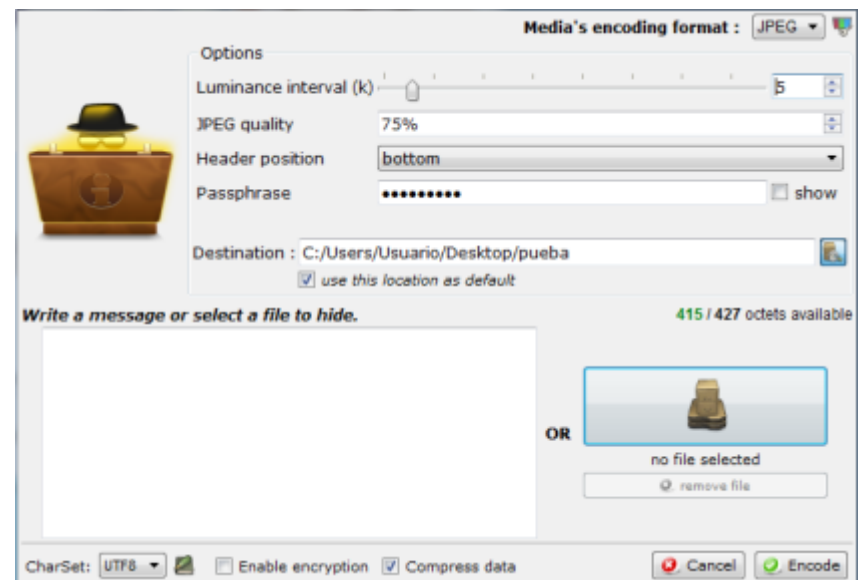 Media's encoding format : JPEG
Options
Luminance interval (k) 5
JPEG quality 75%
Header position bottom
Passphrase ••••••••• show
Destination : C:/Users/Usuario/Desktop/pueba
use this location as default
Write a message or select a file to hide. 415 / 427 octets available
OR
no file selected
remove file
CharSet: UTF8 Enable encryption Compress data Cancel Encode